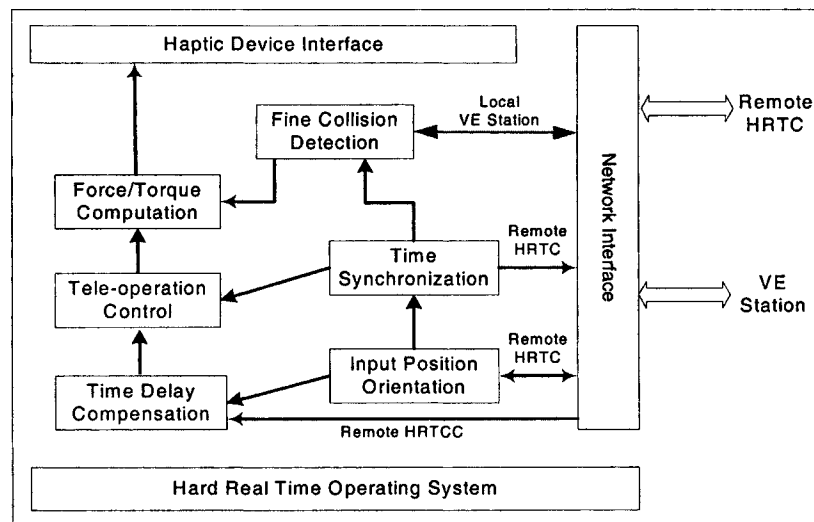 Haptic Device Interface
Fine Collision
Detection
Local
VE Station
Remote
HRTC
Force/Torque
Computation
Network Interface
Time
Synchronization
Remote
HRTC
Tele-operation
Control
VE
Station
Input Position
Orientation
Remote
HRTC
Time Delay
Compensation
Remote HRTCC
Hard Real Time Operating System